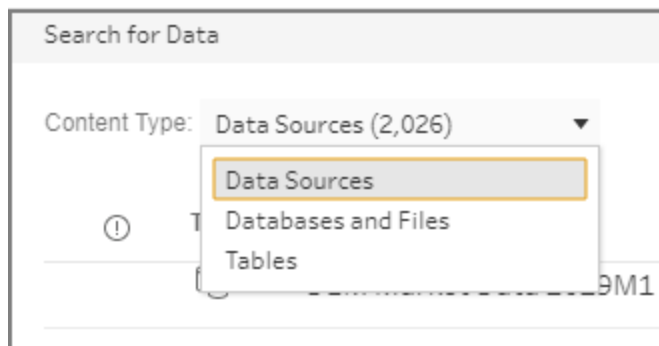 Search for Data
Content Type: Data Sources (2,026)
Data Sources
Databases and Files
Tables